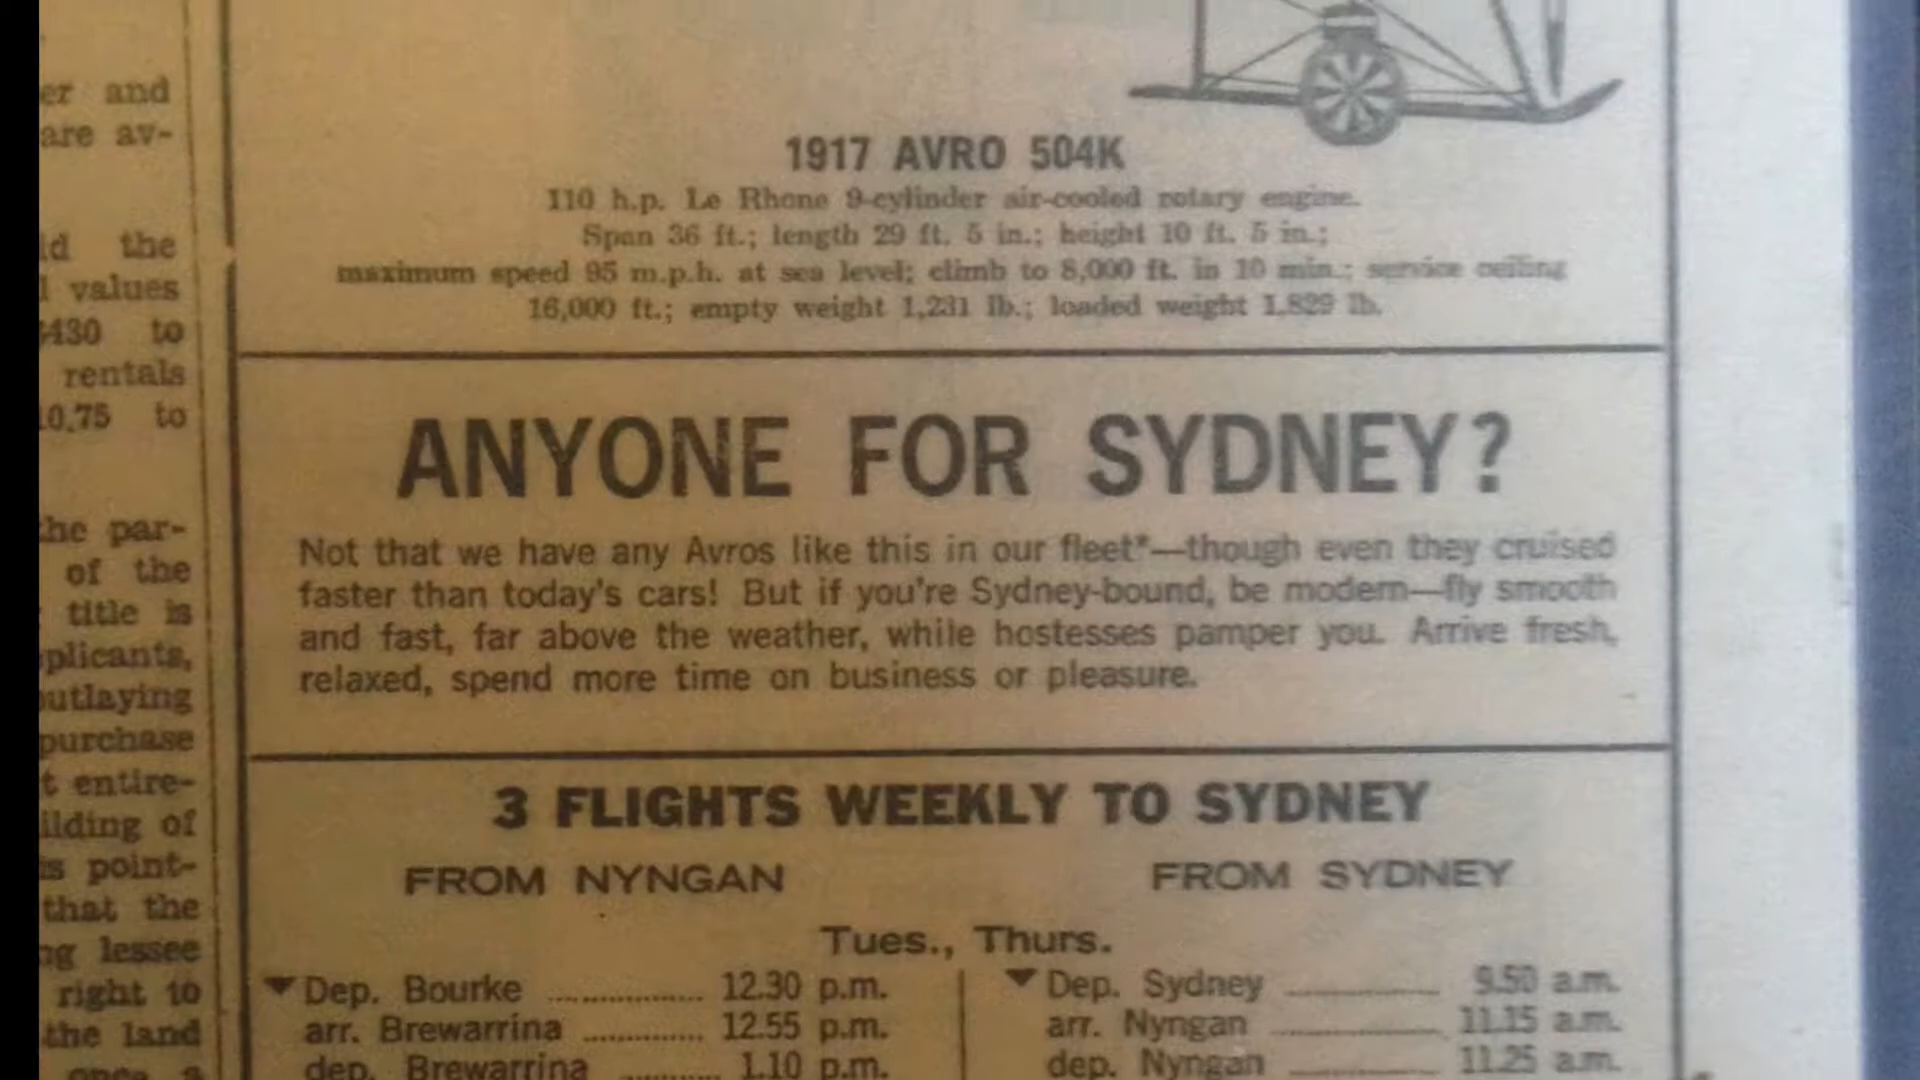 er and
are av-
the
values
430 to
rentals
0.75 to
the par-
of the
title is
plicants,
outlaying
purchase
t entire-
ilding of
is point-
that the
ng lessee
right to
the land
once a
1917 AVRO 504K
110 h.p. Le Rhone 9-cylinder air-cooled rotary engine.
Span 36 ft.; length 29 ft. 5 in.; height 10 ft. 5 in.;
maximum speed 95 m.p.h. at sea level; climb to 8,000 ft. in 10 min.; service ceiling
16,000 ft.; empty weight 1,231 lb.; loaded weight 1,829 lb.
ANYONE FOR SYDNEY?
Not that we have any Avros like this in our fleet*—though even they cruised
faster than today's cars! But if you're Sydney-bound, be modern—fly smooth
and fast, far above the weather, while hostesses pamper you. Arrive fresh,
relaxed, spend more time on business or pleasure.
3 FLIGHTS WEEKLY TO SYDNEY
FROM NYNGAN FROM SYDNEY
Tues., Thurs.
Dep. Bourke 12.30 p.m. Dep. Sydney 9.50 a.m.
arr. Brewarrina 12.55 p.m. arr. Nyngan 11.15 a.m.
dep. Brewarrina 1.10 p.m. dep. Nyngan 11.25 a.m.